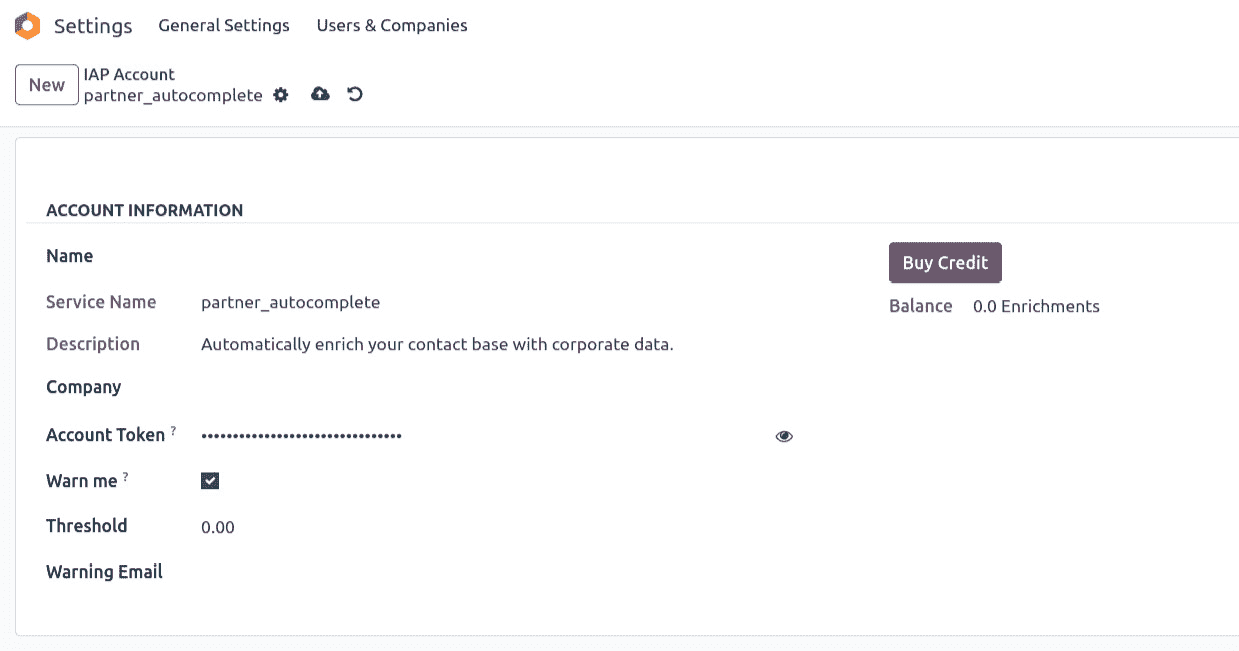 Settings General Settings Users & Companies
New
IAP Account
partner_autocomplete
ACCOUNT INFORMATION
Name
Buy Credit
Service Name partner_autocomplete
Balance 0.0 Enrichments
Description Automatically enrich your contact base with corporate data.
Company
Account Token ? ••••••••••••••••••••••••••••••••
Warn me ?
Threshold 0.00
Warning Email